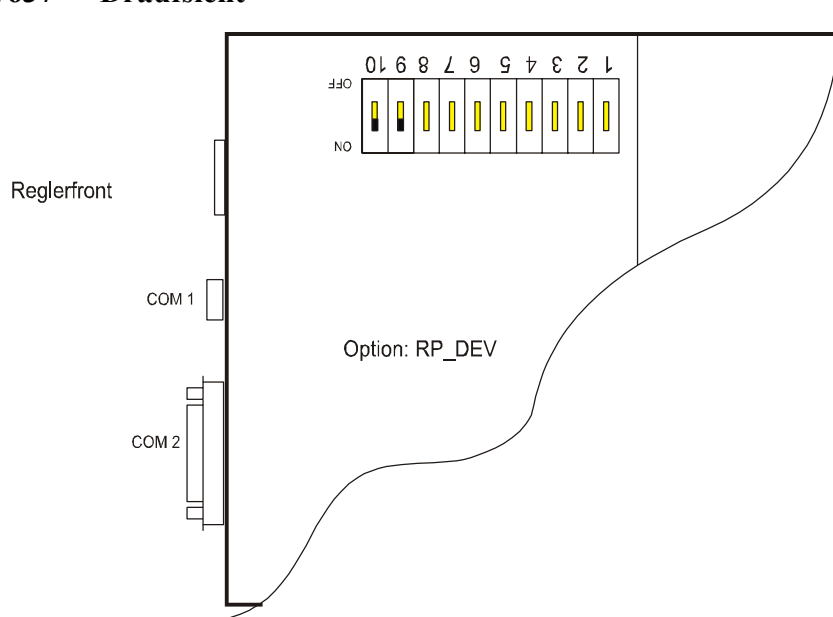 Draufsicht
10 9 8 7 6 5 4 3 2 1
OFF
ON
Reglerfront
COM 1
Option: RP_DEV
COM 2